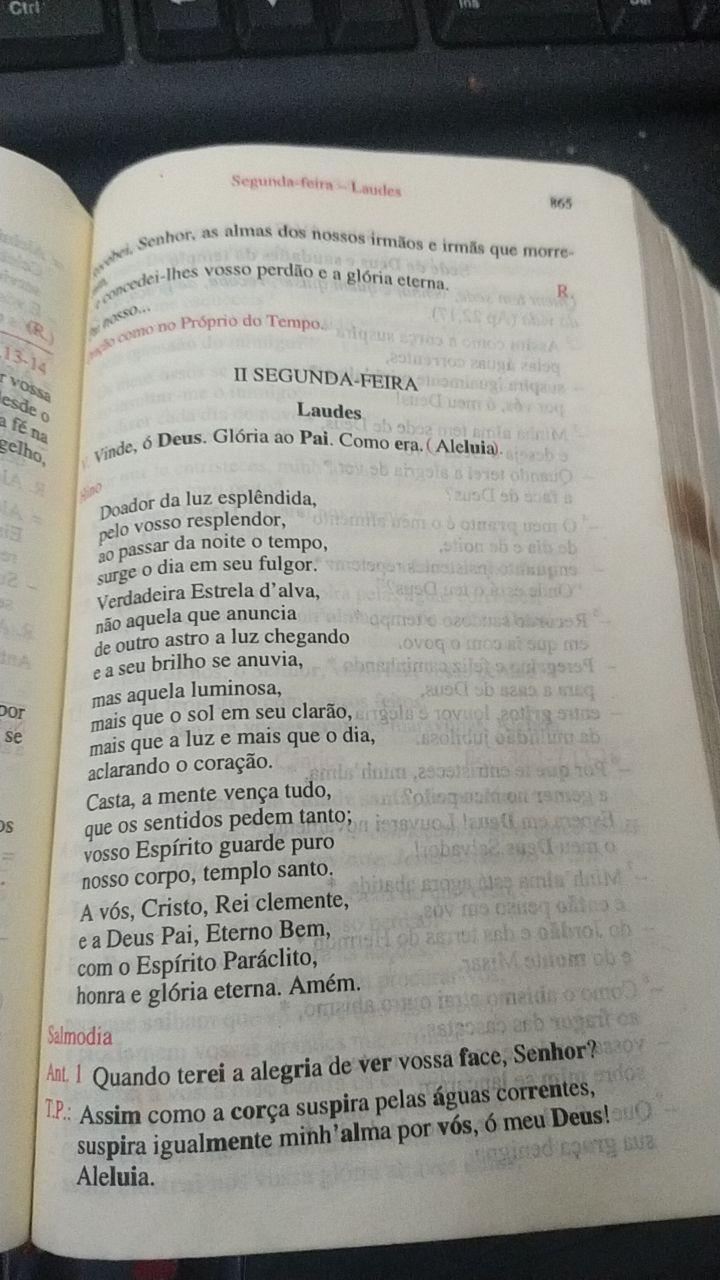 Ctrl
Ins
Segunda-feira – Laudes
865
Senhor, as almas dos nossos irmãos e irmãs que morre-
concedei-lhes vosso perdão e a glória eterna. R.
nosso...
como no Próprio do Tempo.
II SEGUNDA-FEIRA
Laudes
V. Vinde, ó Deus. Glória ao Pai. Como era. (Aleluia).
Hino
Doador da luz esplêndida,
pelo vosso resplendor,
ao passar da noite o tempo,
surge o dia em seu fulgor.
Verdadeira Estrela d’alva,
não aquela que anuncia
de outro astro a luz chegando
e a seu brilho se anuvia,
mas aquela luminosa,
mais que o sol em seu clarão,
mais que a luz e mais que o dia,
aclarando o coração.
Casta, a mente vença tudo,
que os sentidos pedem tanto;
vosso Espírito guarde puro
nosso corpo, templo santo.
A vós, Cristo, Rei clemente,
e a Deus Pai, Eterno Bem,
com o Espírito Paráclito,
honra e glória eterna. Amém.
Salmodia
Ant. 1 Quando terei a alegria de ver vossa face, Senhor?
T.P.: Assim como a corça suspira pelas águas correntes,
suspira igualmente minh’alma por vós, ó meu Deus!
Aleluia.
(R.)
13-14
vossa
desde o
a fé na
por
se